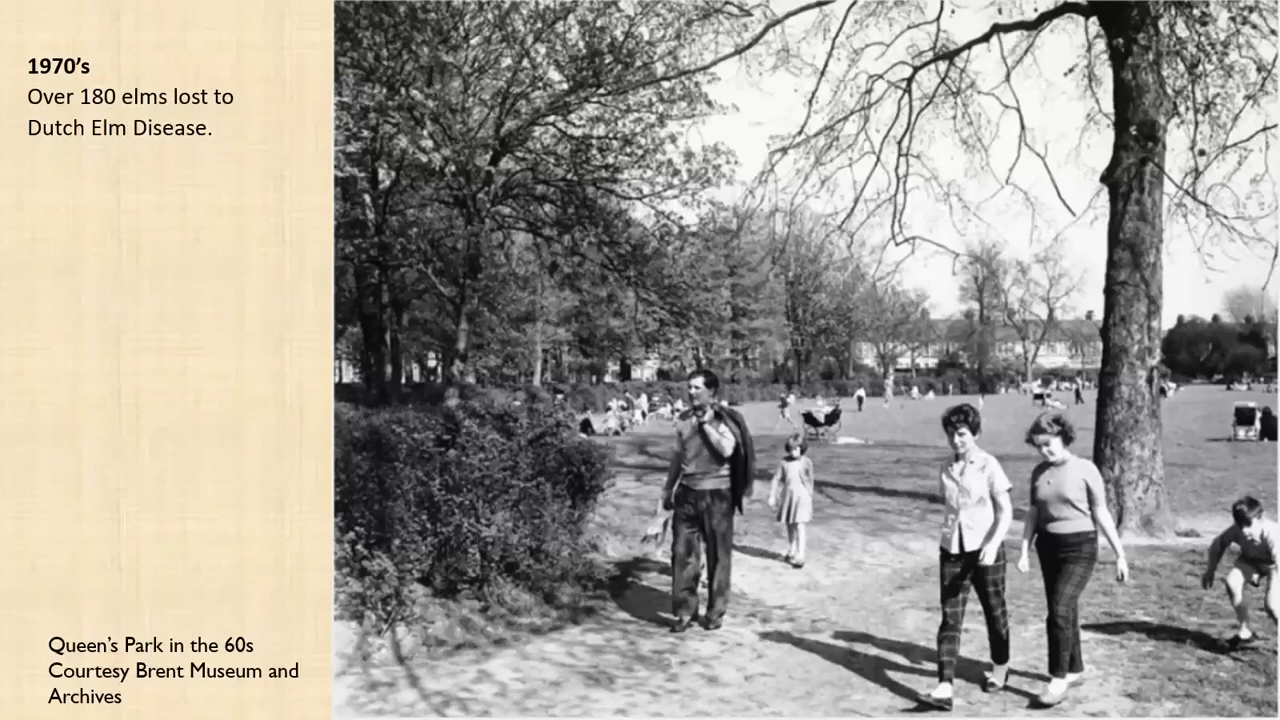 1970’s
Over 180 elms lost to
Dutch Elm Disease.
Queen’s Park in the 60s
Courtesy Brent Museum and
Archives